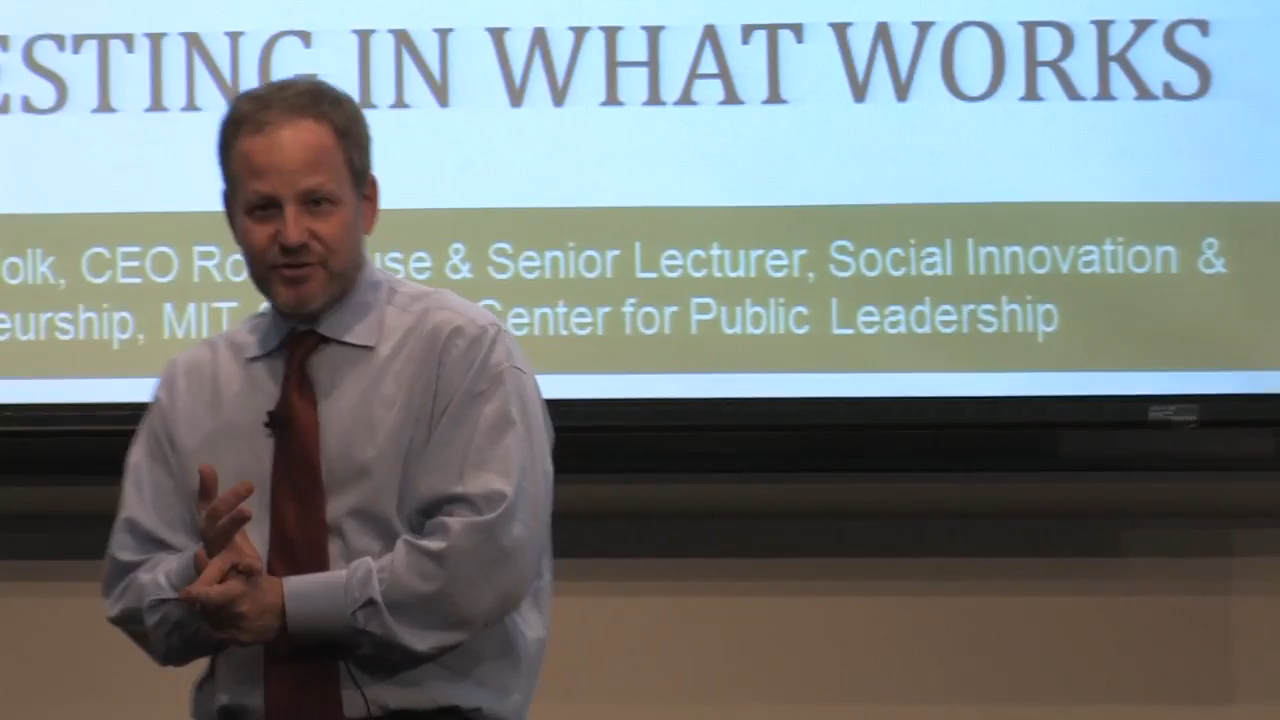 ESTING IN WHAT WORKS
olk, CEO Ro use & Senior Lecturer, Social Innovation &
eurship, MIT Center for Public Leadership